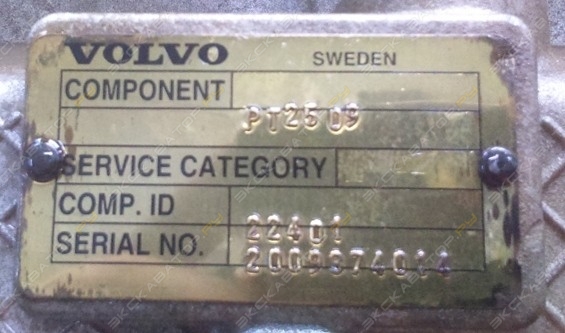 VOLVO SWEDEN
COMPONENT
PT2509
SERVICE CATEGORY
COMP. ID 22401
SERIAL NO. 2009374014